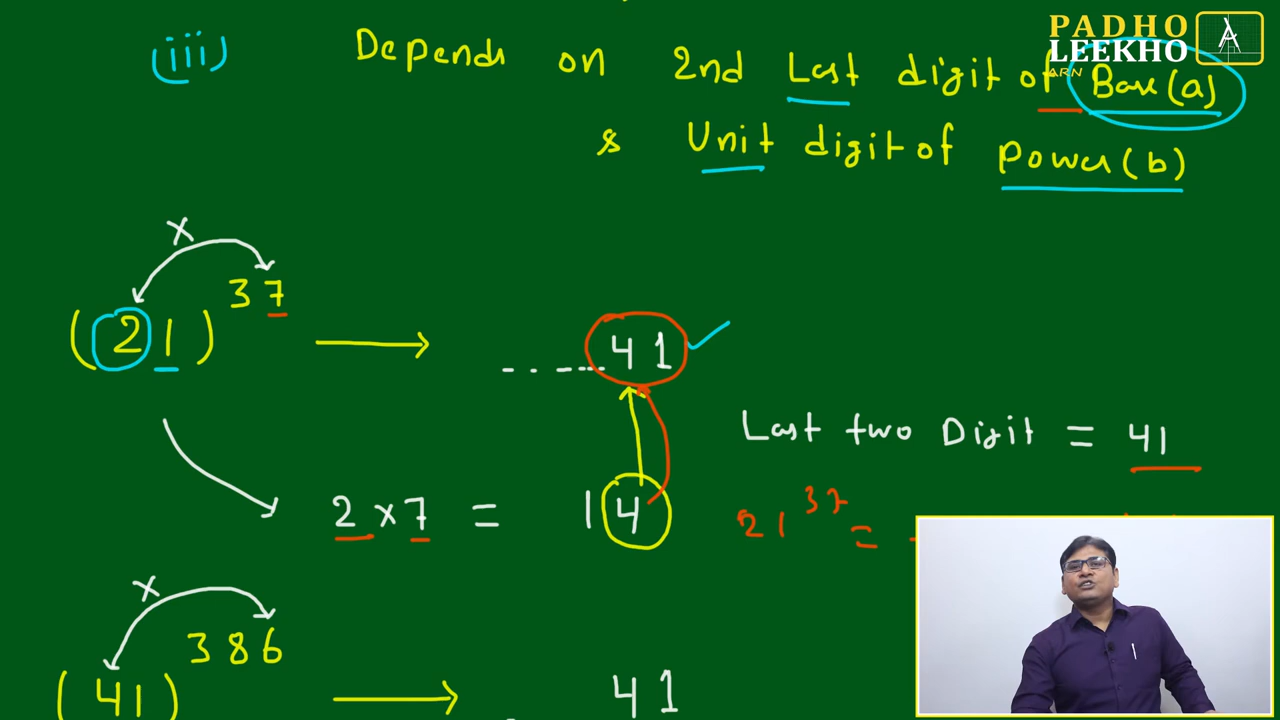 PADHO
LEEKHO
ARN
(iii) Depends on 2nd Last digit of Base(a)
& Unit digit of Power(b)
×
(21)^37 → .....41 ✓
Last two Digit = 41
2 × 7 = 14
21^37 =
×
(41)^386 → 41